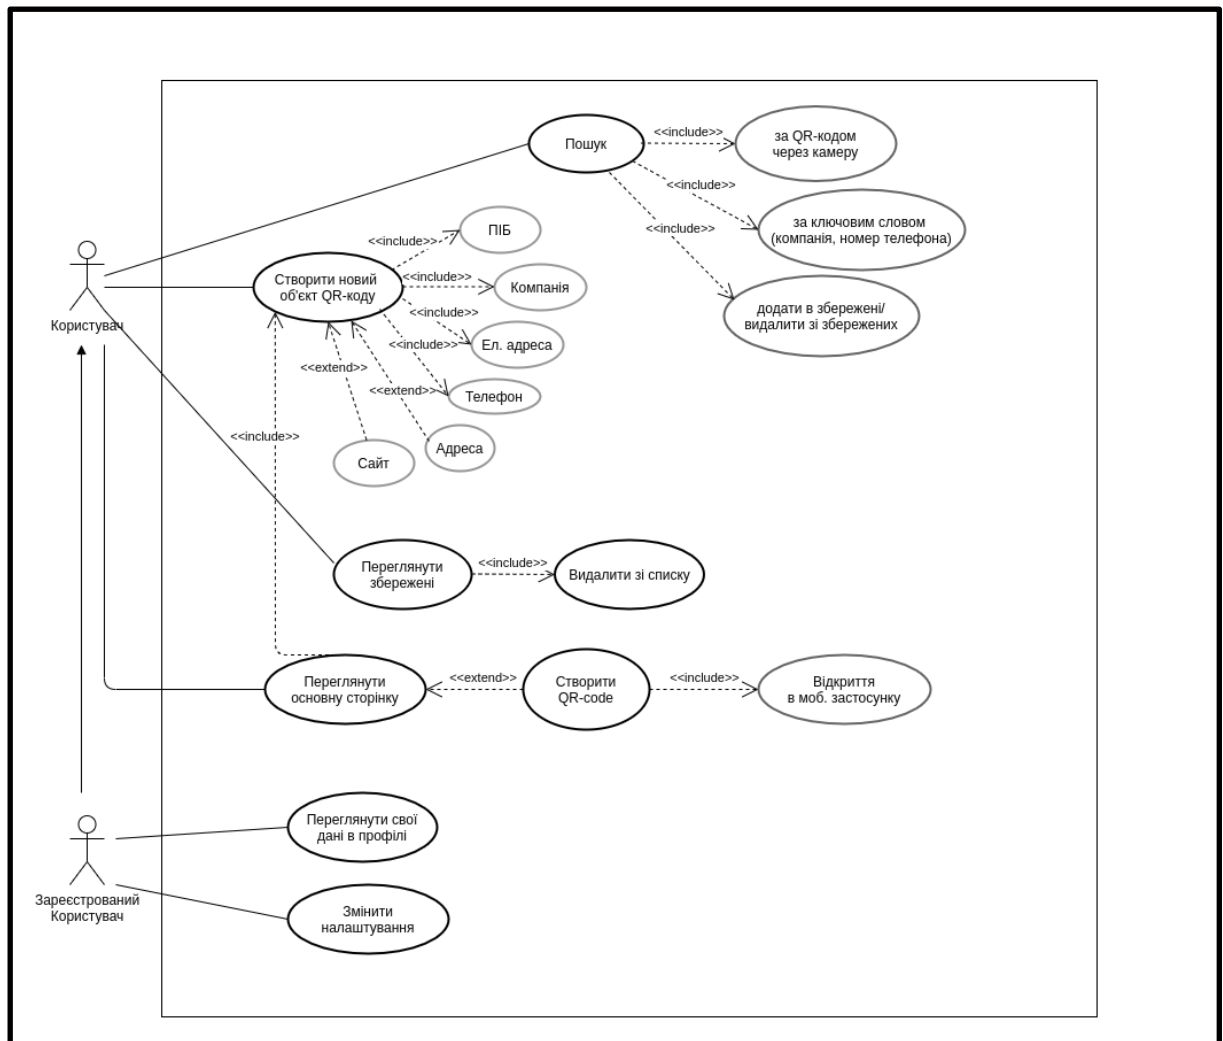 Пошук
<<include>>
за QR-кодом
через камеру
<<include>>
за ключовим словом
(компанія, номер телефона)
<<include>>
додати в збережені/
видалити зі збережених
Користувач
Створити новий
об'єкт QR-коду
<<include>>
ПІБ
<<include>>
Компанія
<<include>>
Ел. адреса
<<include>>
Телефон
<<extend>>
Адреса
<<extend>>
Сайт
<<include>>
Переглянути
збережені
<<include>>
Видалити зі списку
Переглянути
основну сторінку
<<extend>>
Створити
QR-code
<<include>>
Відкриття
в моб. застосунку
Зареєстрований
Користувач
Переглянути свої
дані в профілі
Змінити
налаштування